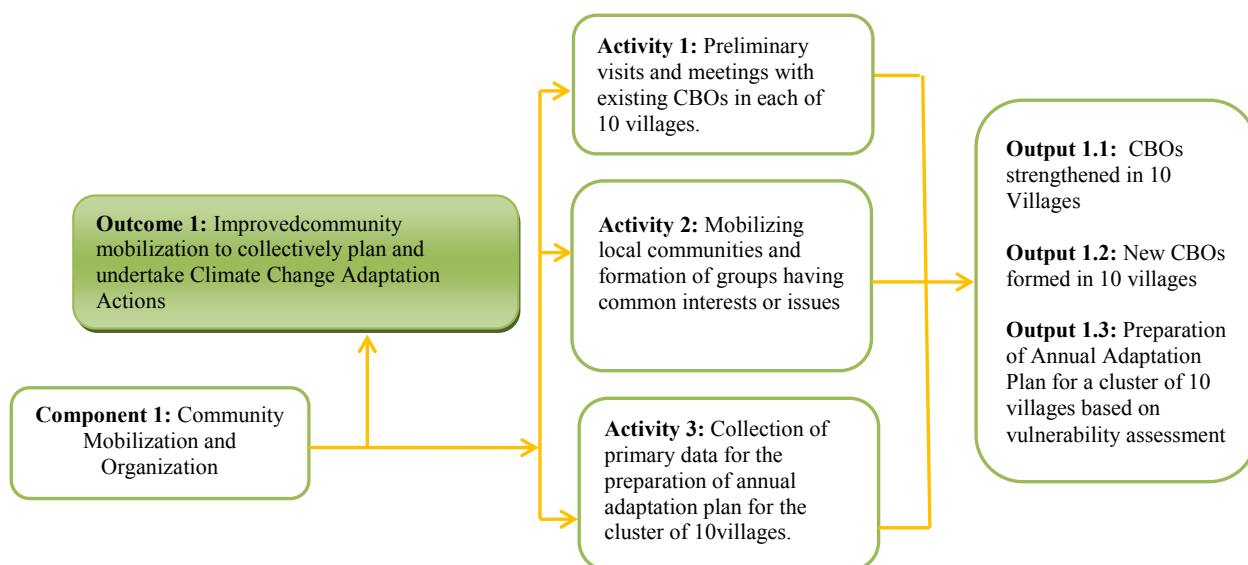 Component 1: Community
Mobilization and
Organization
Outcome 1: Improvedcommunity
mobilization to collectively plan and
undertake Climate Change Adaptation
Actions
Activity 1: Preliminary
visits and meetings with
existing CBOs in each of
10 villages.
Activity 2: Mobilizing
local communities and
formation of groups having
common interests or issues
Activity 3: Collection of
primary data for the
preparation of annual
adaptation plan for the
cluster of 10villages.
Output 1.1: CBOs
strengthened in 10
Villages
Output 1.2: New CBOs
formed in 10 villages
Output 1.3: Preparation
of Annual Adaptation
Plan for a cluster of 10
villages based on
vulnerability assessment